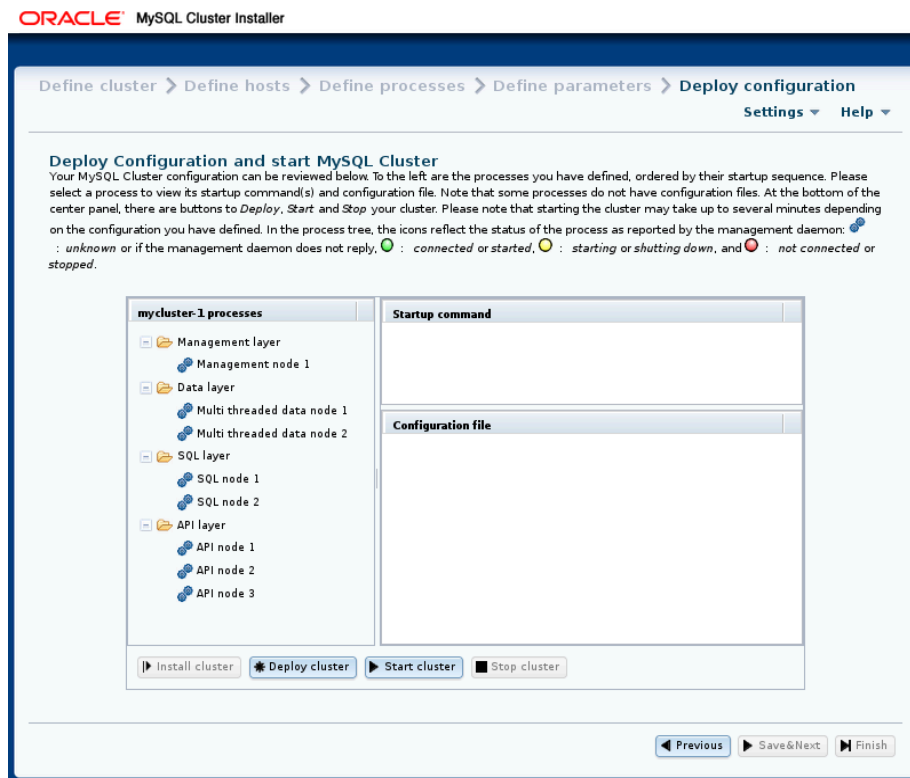 ORACLE® MySQL Cluster Installer
Define cluster > Define hosts > Define processes > Define parameters > Deploy configuration
Settings Help
Deploy Configuration and start MySQL Cluster
Your MySQL Cluster configuration can be reviewed below. To the left are the processes you have defined, ordered by their startup sequence. Please
select a process to view its startup command(s) and configuration file. Note that some processes do not have configuration files. At the bottom of the
center panel, there are buttons to Deploy, Start and Stop your cluster. Please note that starting the cluster may take up to several minutes depending
on the configuration you have defined. In the process tree, the icons reflect the status of the process as reported by the management daemon:
: unknown or if the management daemon does not reply, : connected or started, : starting or shutting down, and : not connected or
stopped.
mycluster-1 processes
Management layer
Management node 1
Data layer
Multi threaded data node 1
Multi threaded data node 2
SQL layer
SQL node 1
SQL node 2
API layer
API node 1
API node 2
API node 3
Startup command
Configuration file
Install cluster Deploy cluster Start cluster Stop cluster
Previous Save&Next Finish